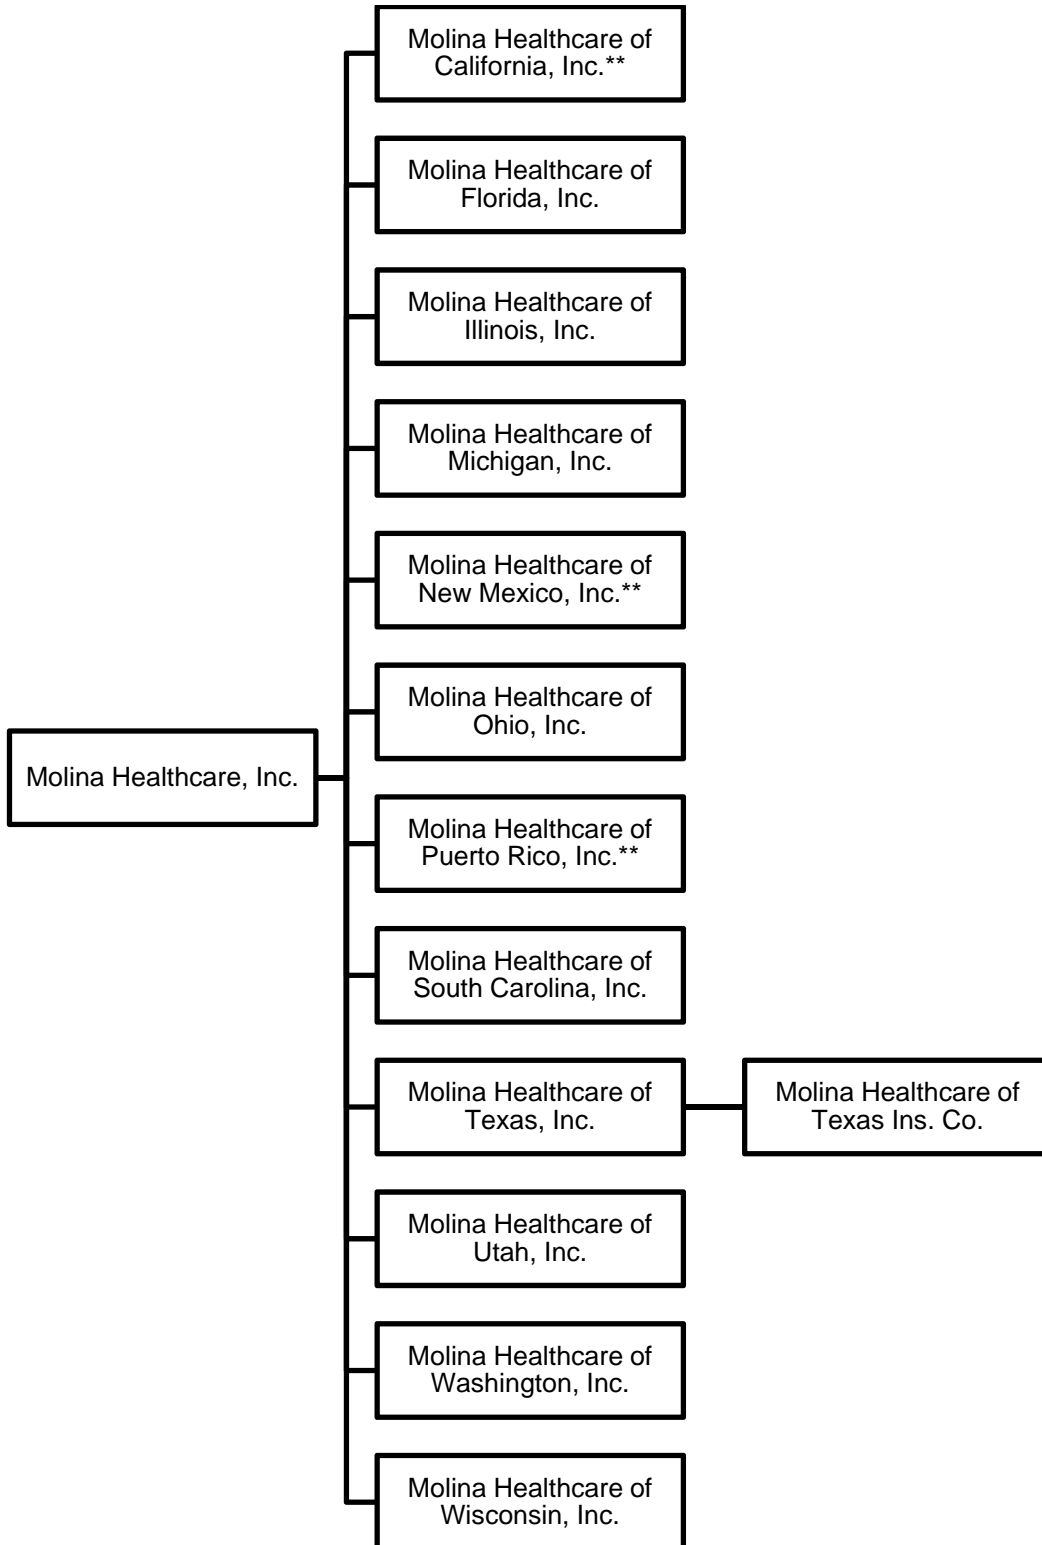 Molina Healthcare of
California, Inc.**
Molina Healthcare of
Florida, Inc.
Molina Healthcare of
Illinois, Inc.
Molina Healthcare of
Michigan, Inc.
Molina Healthcare of
New Mexico, Inc.**
Molina Healthcare of
Ohio, Inc.
Molina Healthcare, Inc.
Molina Healthcare of
Puerto Rico, Inc.**
Molina Healthcare of
South Carolina, Inc.
Molina Healthcare of
Texas, Inc.
Molina Healthcare of
Texas Ins. Co.
Molina Healthcare of
Utah, Inc.
Molina Healthcare of
Washington, Inc.
Molina Healthcare of
Wisconsin, Inc.